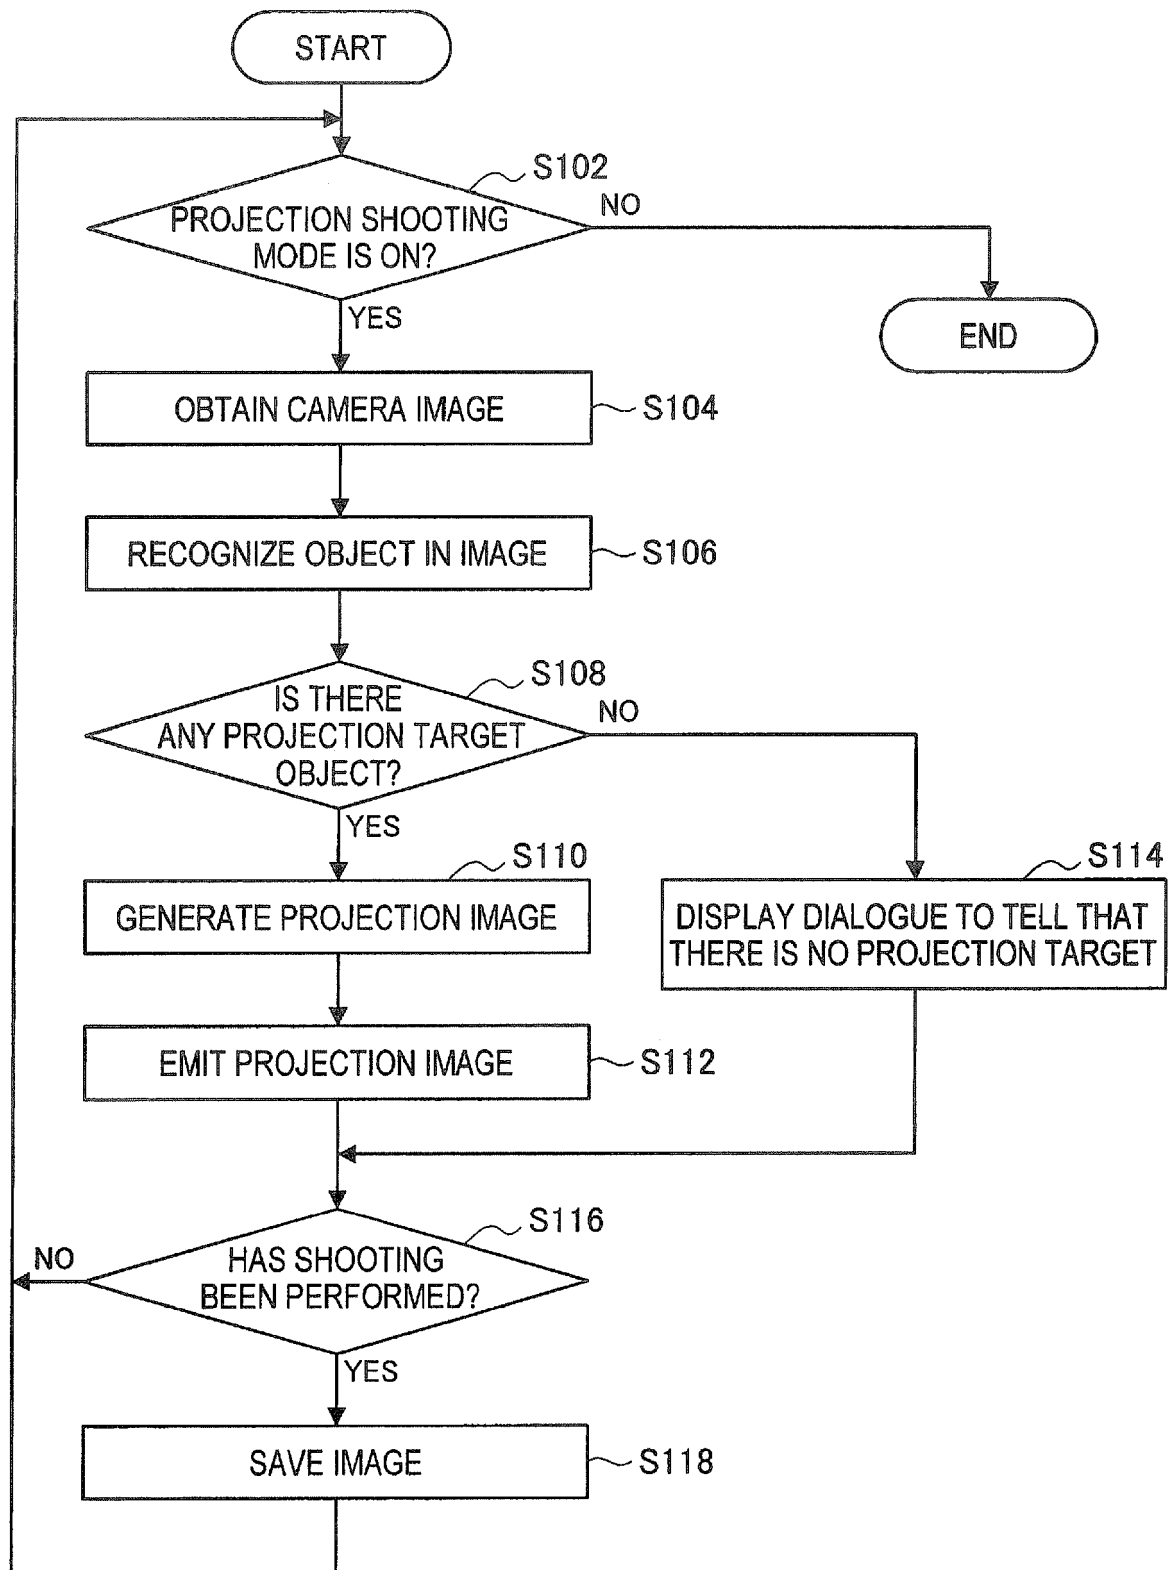 START
S102
PROJECTION SHOOTING
MODE IS ON?
NO
YES
END
OBTAIN CAMERA IMAGE
S104
RECOGNIZE OBJECT IN IMAGE
S106
S108
IS THERE
ANY PROJECTION TARGET
OBJECT?
NO
YES
S110
GENERATE PROJECTION IMAGE
S114
DISPLAY DIALOGUE TO TELL THAT
THERE IS NO PROJECTION TARGET
EMIT PROJECTION IMAGE
S112
S116
HAS SHOOTING
BEEN PERFORMED?
NO
YES
SAVE IMAGE
S118